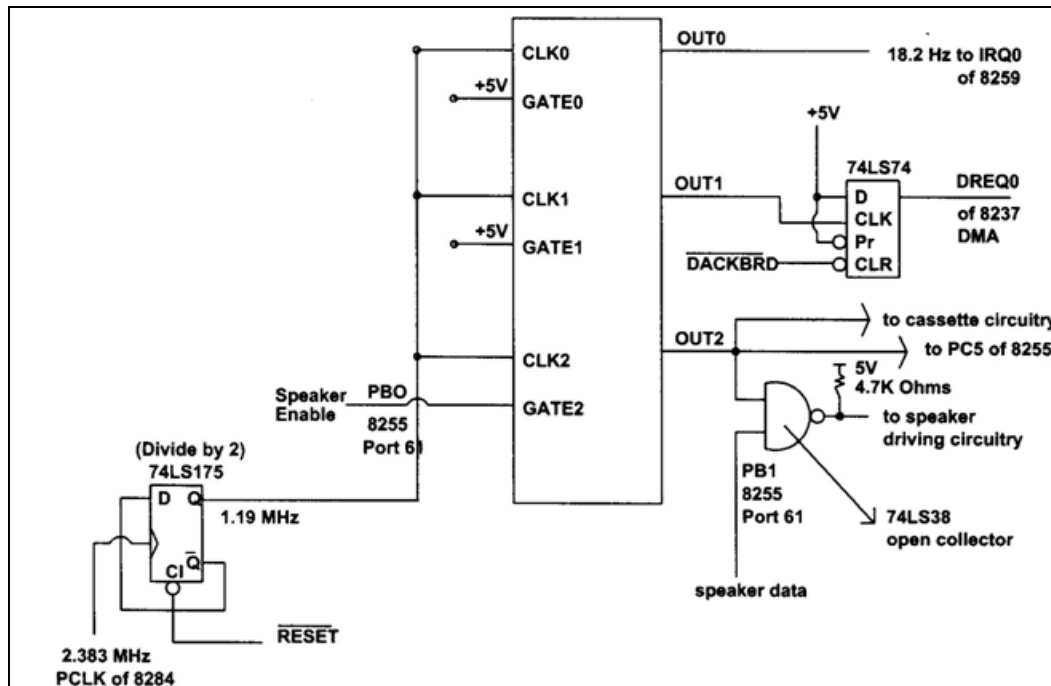 CLK0
OUT0
18.2 Hz to IRQ0
of 8259
+5V
GATE0
+5V
74LS74
CLK1
OUT1
D
DREQ0
CLK
of 8237
DMA
+5V
GATE1
Pr
DACKBRD
CLR
to cassette circuitry
CLK2
OUT2
to PC5 of 8255
Speaker
Enable
PBO
8255
Port 61
GATE2
5V
4.7K Ohms
to speaker
driving circuitry
(Divide by 2)
74LS175
D
Q
1.19 MHz
PB1
8255
Port 61
74LS38
open collector
Q
CI
speaker data
RESET
2.383 MHz
PCLK of 8284